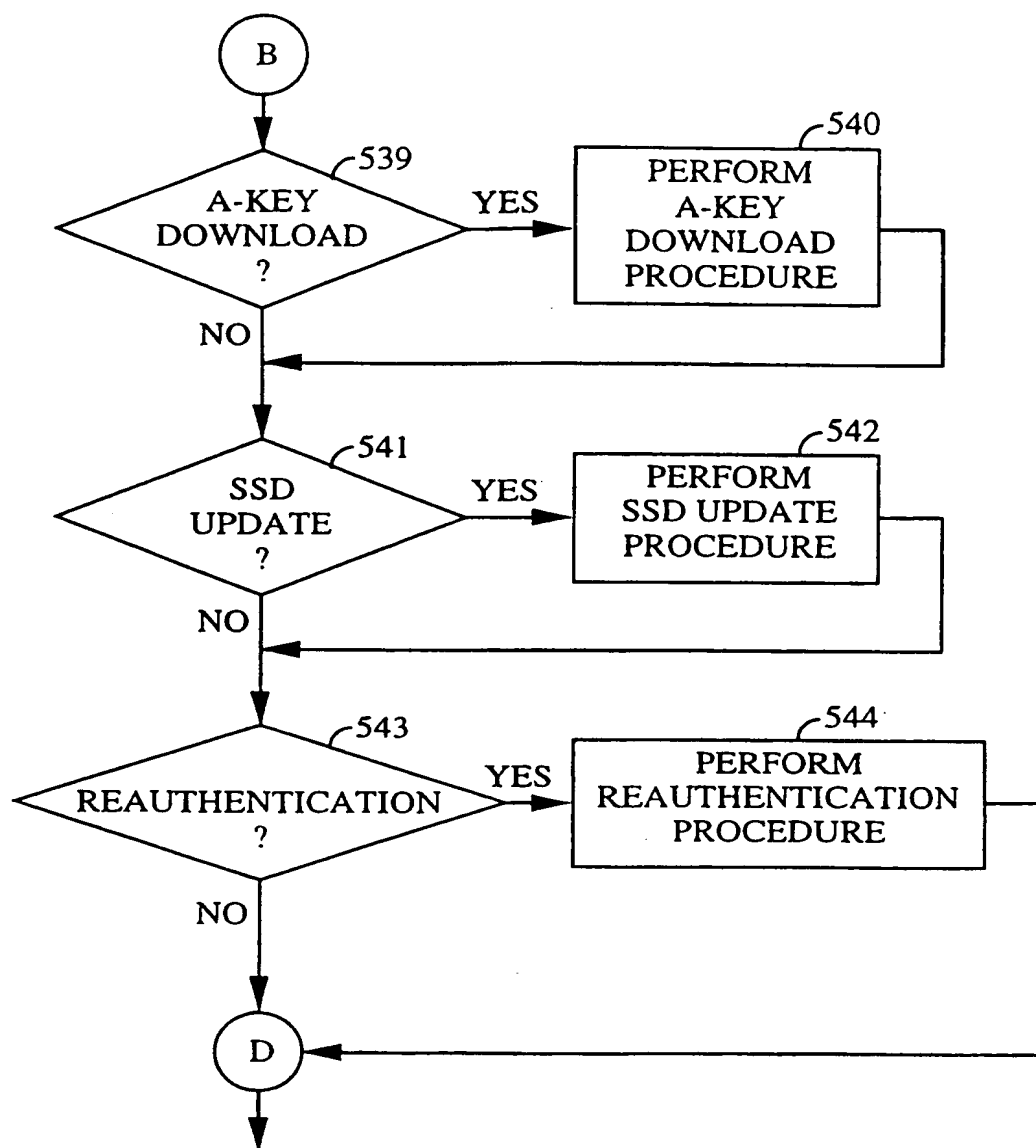 B
539
A-KEY
DOWNLOAD
?
YES
540
PERFORM
A-KEY
DOWNLOAD
PROCEDURE
NO
541
SSD
UPDATE
?
YES
542
PERFORM
SSD UPDATE
PROCEDURE
NO
543
REAUTHENTICATION
?
YES
544
PERFORM
REAUTHENTICATION
PROCEDURE
NO
D